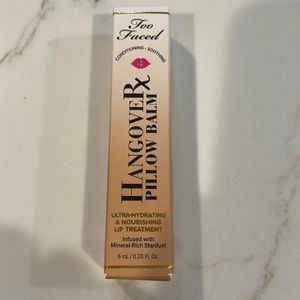 Too
Faced
CONDITIONING • SOOTHING
HANGOVERx
PILLOW BALM
ULTRA-HYDRATING
& NOURISHING
LIP TREATMENT
Infused with
Mineral-Rich Stardust
6 mL / 0.20 Fl. Oz.